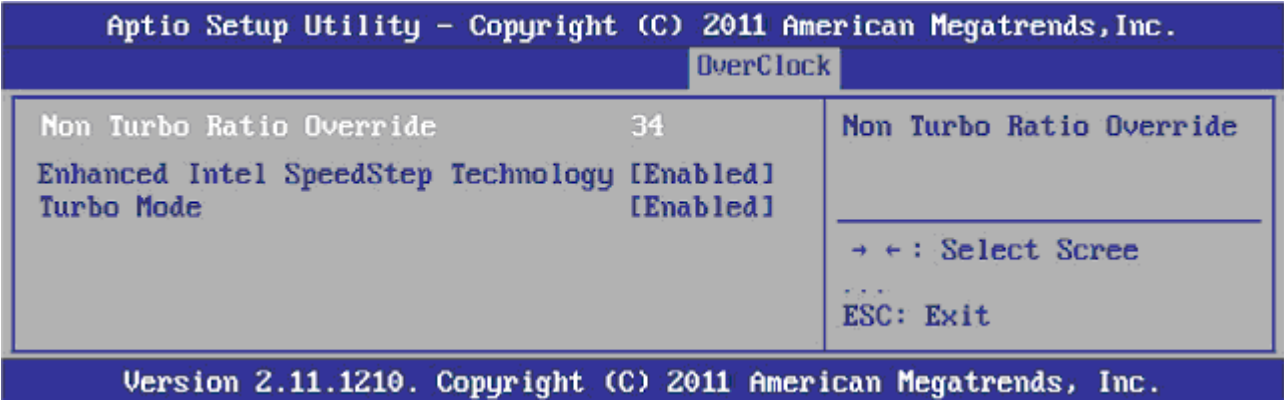 Aptio Setup Utility – Copyright (C) 2011 American Megatrends,Inc.
OverClock
Non Turbo Ratio Override 34
Enhanced Intel SpeedStep Technology [Enabled]
Turbo Mode [Enabled]
Non Turbo Ratio Override
→ ←: Select Scree
...
ESC: Exit
Version 2.11.1210. Copyright (C) 2011 American Megatrends, Inc.